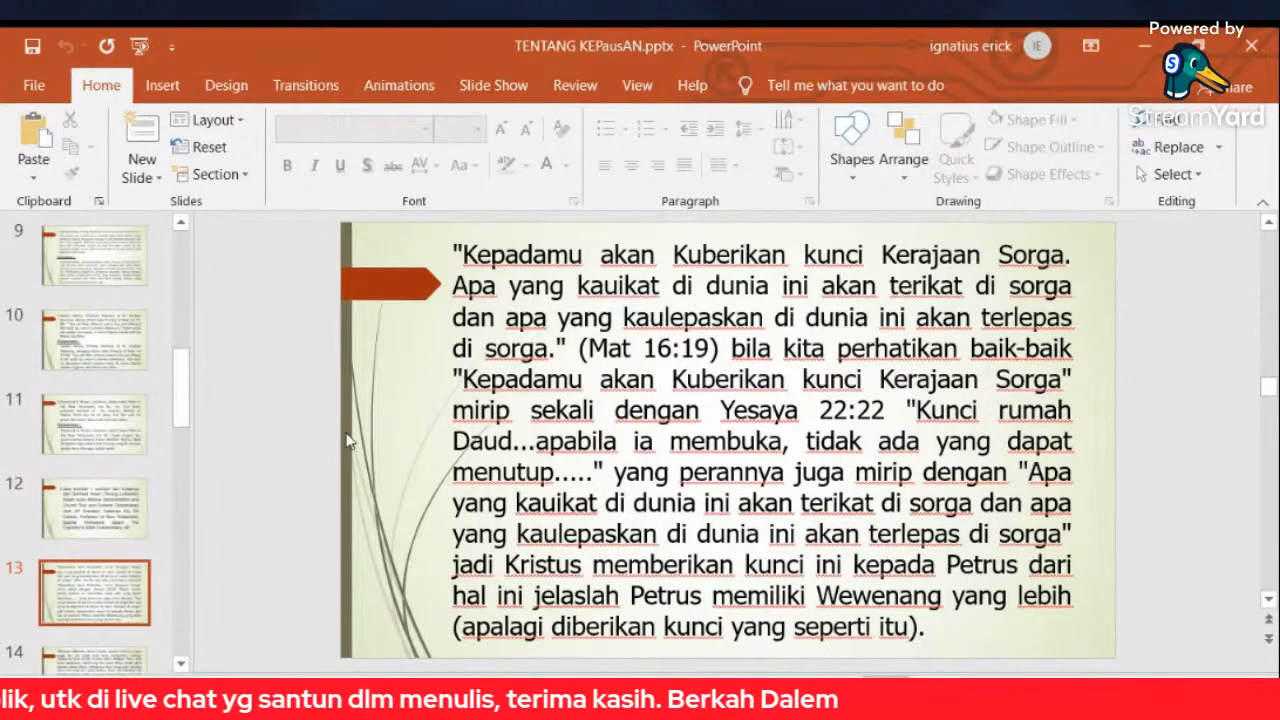 Powered by
TENTANG KEPausAN.pptx - PowerPoint
ignatius erick
IE
File Home Insert Design Transitions Animations Slide Show Review View Help Tell me what you want to do
StreamYard
Paste
New Slide
Layout
Reset
Section
Shapes
Arrange
Quick Styles
Shape Fill
Shape Outline
Shape Effects
Replace
Select
Clipboard Slides Font Paragraph Drawing Editing
9
10
11
12
13
14
"Kepadamu akan Kuberikan kunci Kerajaan Sorga.
Apa yang kauikat di dunia ini akan terikat di sorga
dan apa yang kaulepaskan di dunia ini akan terlepas
di sorga." (Mat 16:19) bila kita perhatikan baik-baik
"Kepadamu akan Kuberikan kunci Kerajaan Sorga"
mirip sekali dengan Yesaya 22:22 "Kunci rumah
Daud...apabila ia membuka, tidak ada yang dapat
menutup....." yang perannya juga mirip dengan "Apa
yang kauikat di dunia ini akan terikat di sorga dan apa
yang kaulepaskan di dunia ini akan terlepas di sorga"
jadi Kristus memberikan kunci ini kepada Petrus dari
hal ini jelaslah Petrus memiliki Wewenang yang lebih
(apalagi diberikan kunci yang seperti itu).
lik, utk di live chat yg santun dlm menulis, terima kasih. Berkah Dalem